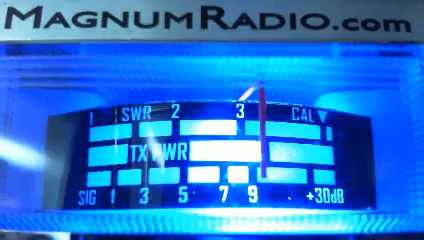 MAGNUMRADIO.com
1 SWR 2 3 CAL
TX PWR
SIG 1 3 5 7 9 +30dB